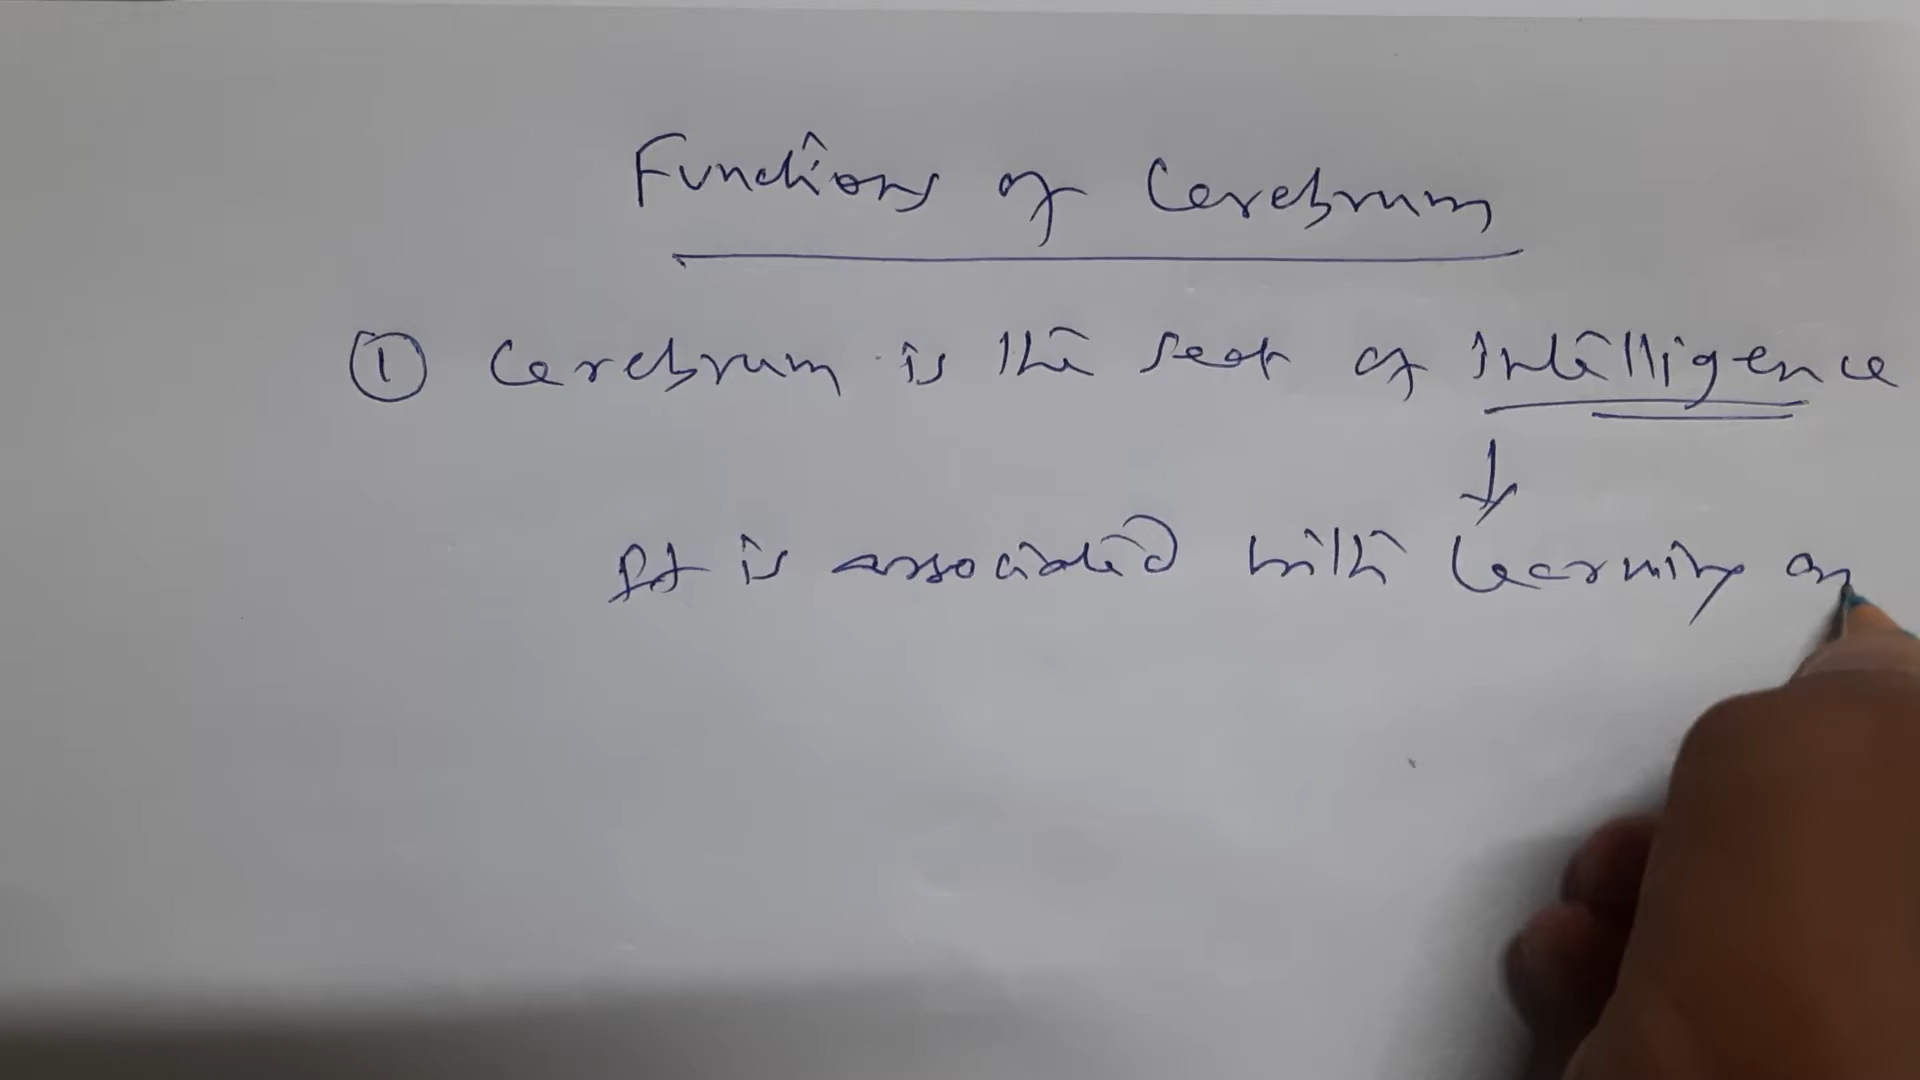 Functions of Cerebrum
① Cerebrum is the seat of Intelligence
↓
It is associated with learning an